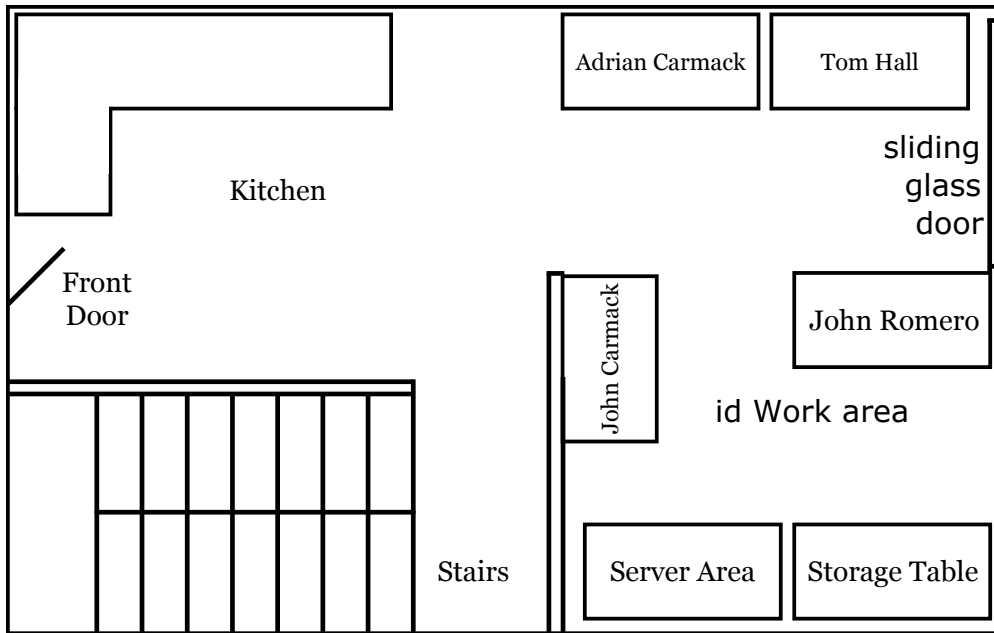 Adrian Carmack
Tom Hall
sliding
glass
door
Kitchen
Front
Door
John Carmack
John Romero
id Work area
Stairs
Server Area
Storage Table